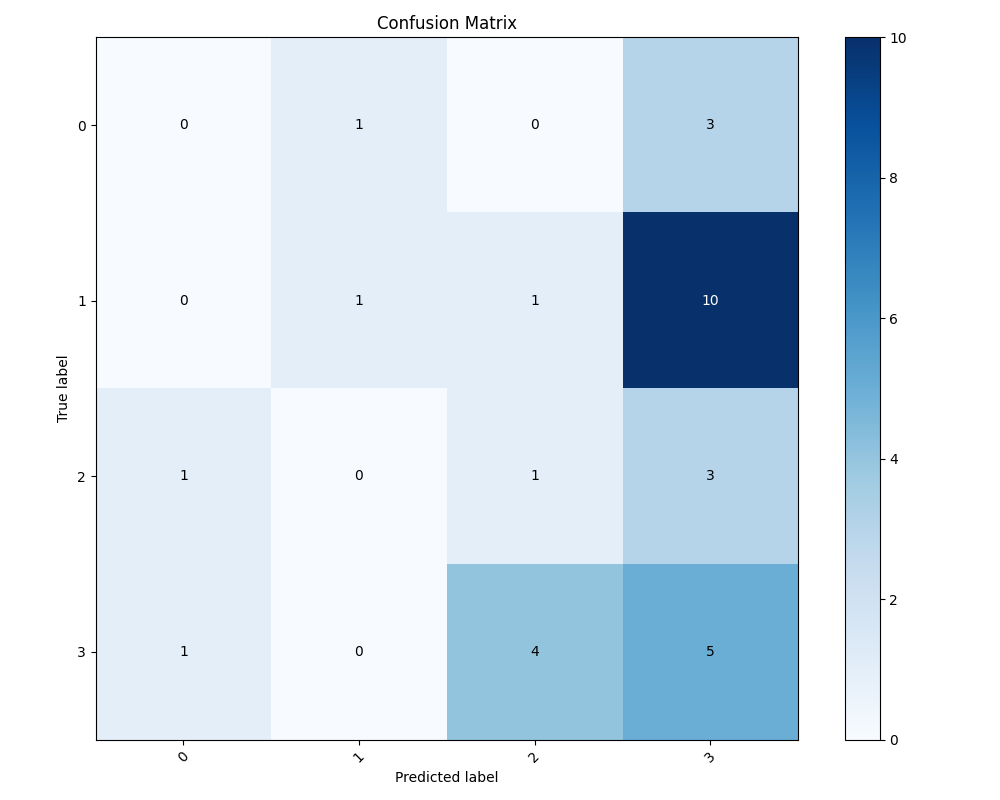 Confusion Matrix
0 0 1 0 3
1 0 1 1 10
2 1 0 1 3
3 1 0 4 5
0 1 2 3
True label
Predicted label
10
8
6
4
2
0